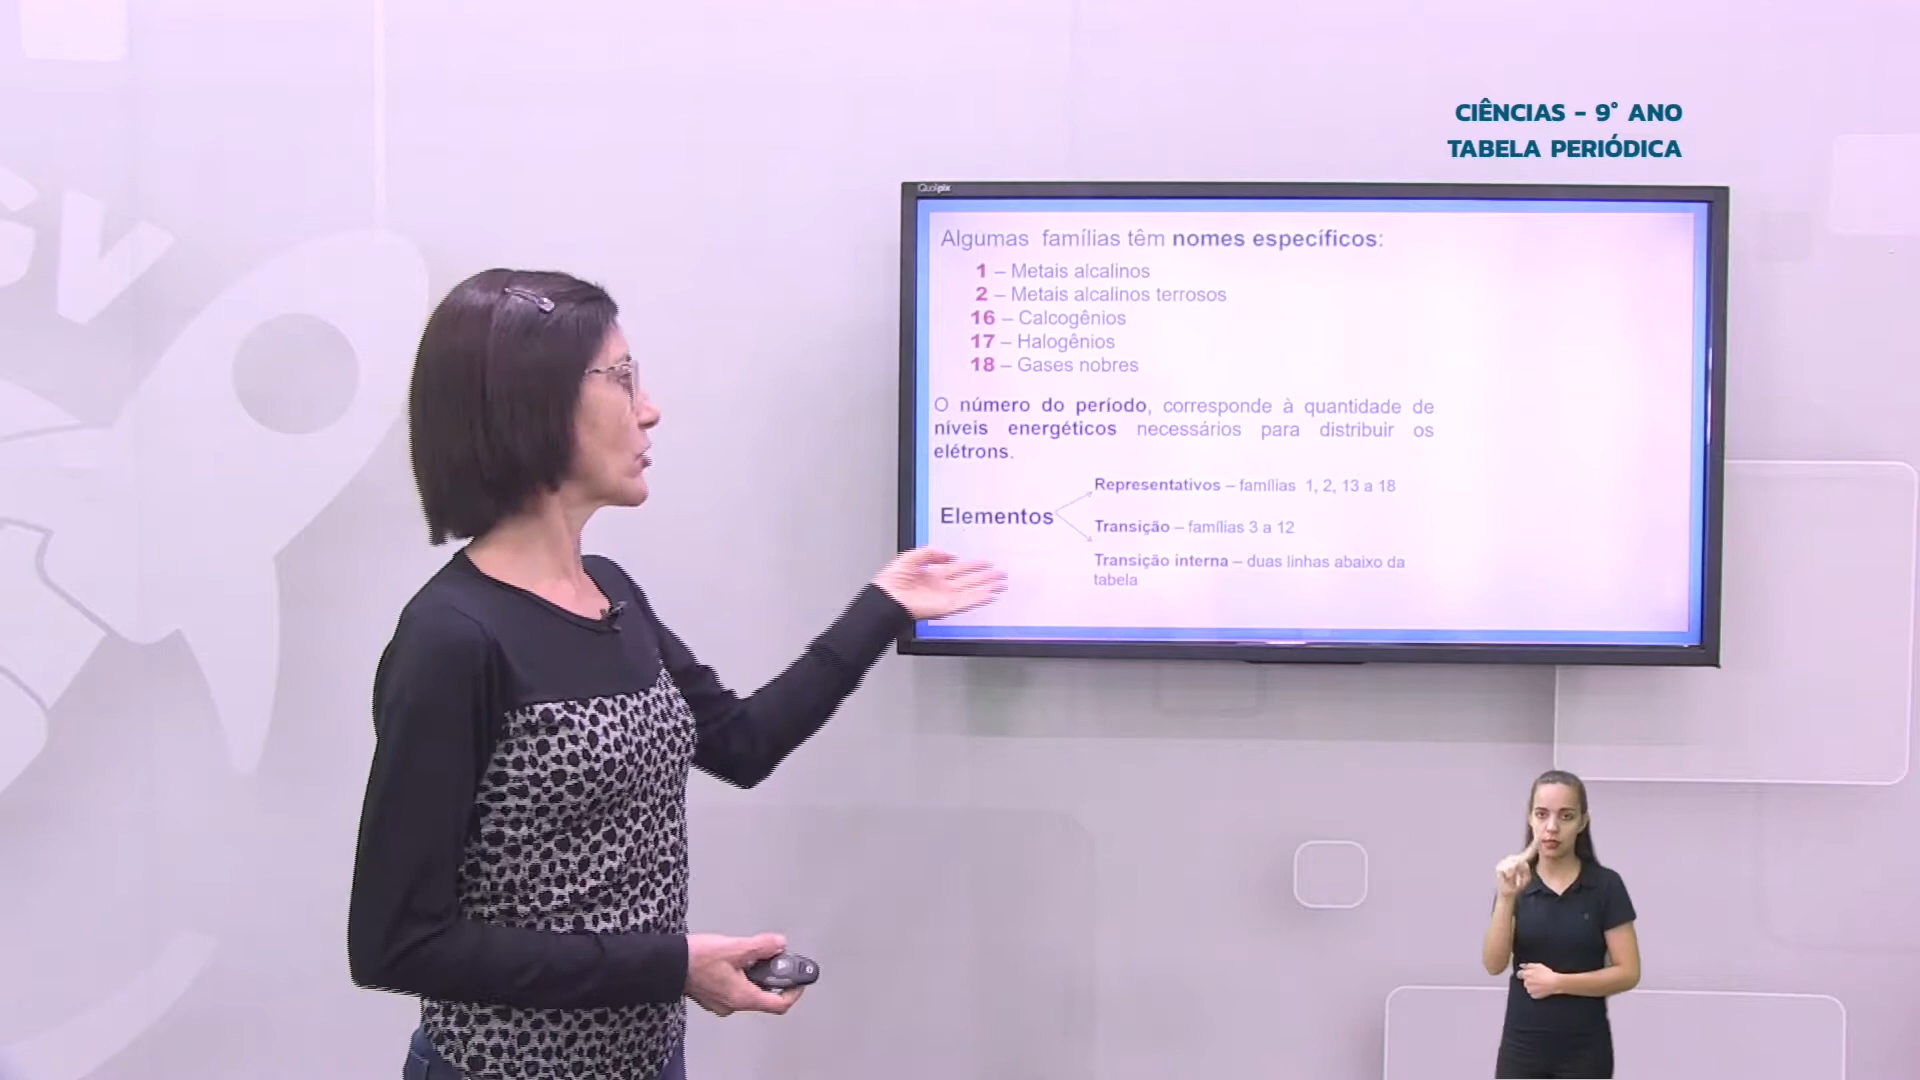 CIÊNCIAS - 9° ANO
TABELA PERIÓDICA
Qualipix
Algumas famílias têm nomes específicos:
1 – Metais alcalinos
2 – Metais alcalinos terrosos
16 – Calcogênios
17 – Halogênios
18 – Gases nobres
O número do período, corresponde à quantidade de
níveis energéticos necessários para distribuir os
elétrons.
Representativos – famílias 1, 2, 13 a 18
Elementos
Transição – famílias 3 a 12
Transição interna – duas linhas abaixo da
tabela